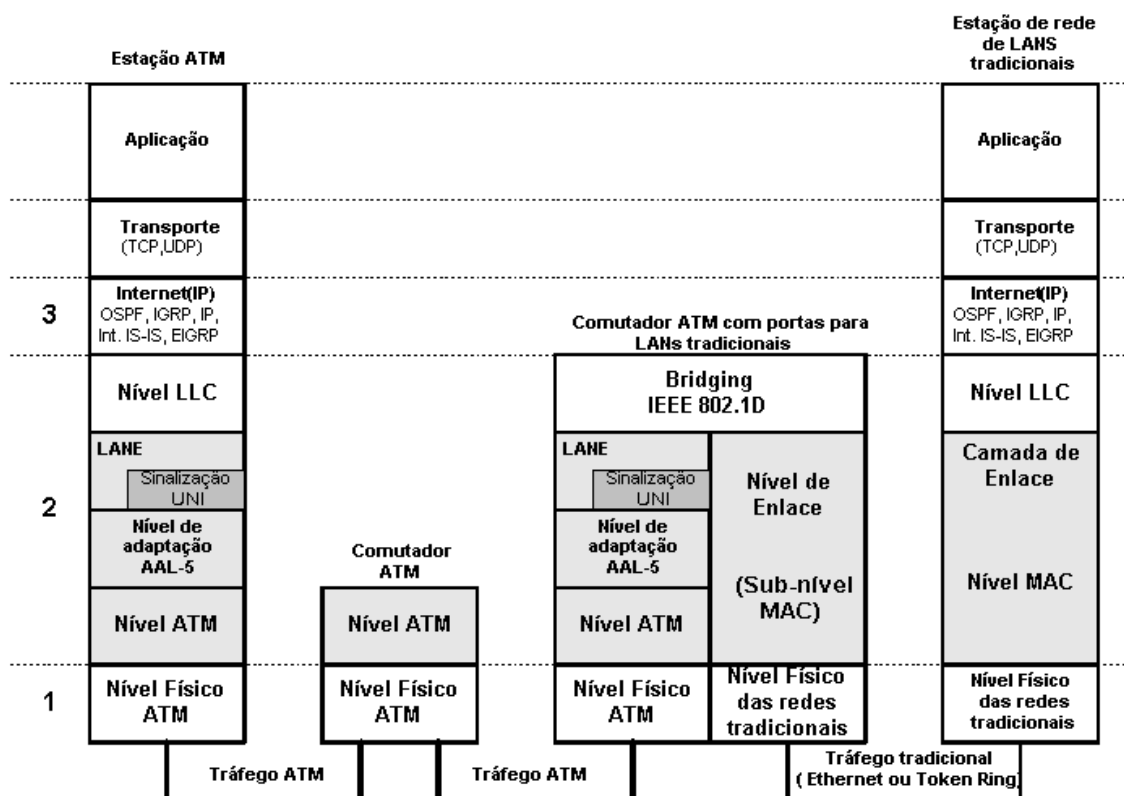 Estação ATM
Estação de rede
de LANS
tradicionais
Aplicação
Aplicação
Transporte
(TCP,UDP)
Transporte
(TCP,UDP)
3
Internet(IP)
OSPF, IGRP, IP,
Int. IS-IS, EIGRP
Internet(IP)
OSPF, IGRP, IP,
Int. IS-IS, EIGRP
Comutador ATM com portas para
LANs tradicionais
Nível LLC
Bridging
IEEE 802.1D
Nível LLC
2
LANE
Sinalização
UNI
Nível de
adaptação
AAL-5
Nível ATM
Comutador
ATM
Nível ATM
LANE
Sinalização
UNI
Nível de
adaptação
AAL-5
Nível ATM
Nível de
Enlace
(Sub-nível
MAC)
Camada de
Enlace
Nível MAC
1
Nível Físico
ATM
Nível Físico
ATM
Nível Físico
ATM
Nível Físico
das redes
tradicionais
Nível Físico
das redes
tradicionais
Tráfego ATM
Tráfego ATM
Tráfego tradicional
( Ethernet ou Token Ring)